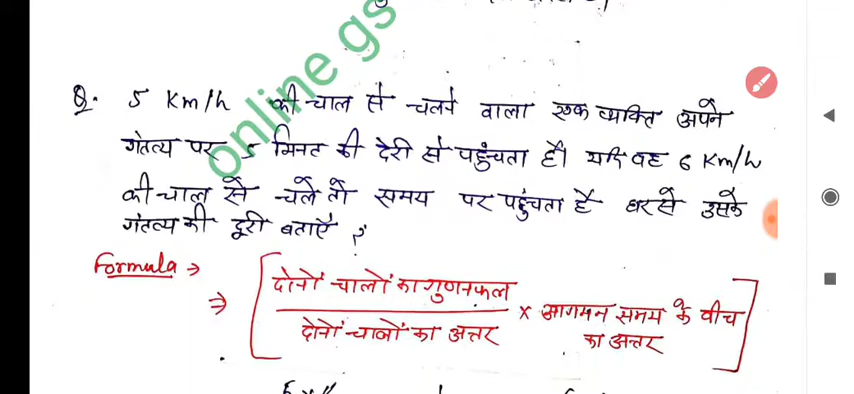 online gs
Q. 5 Km/h की चाल से चलने वाला एक व्यक्ति अपने
गंतव्य पर 5 मिनट की देरी से पहुंचता है। यदि वह 6 Km/h
की चाल से चले तो समय पर पहुंचता है घर से उसके
गंतव्य की दूरी बताएँ ?
Formula ⇒
⇒ [ दोनों चालों का गुणनफल
दोनों चालों का अन्तर × आगमन समय के बीच
का अन्तर ]